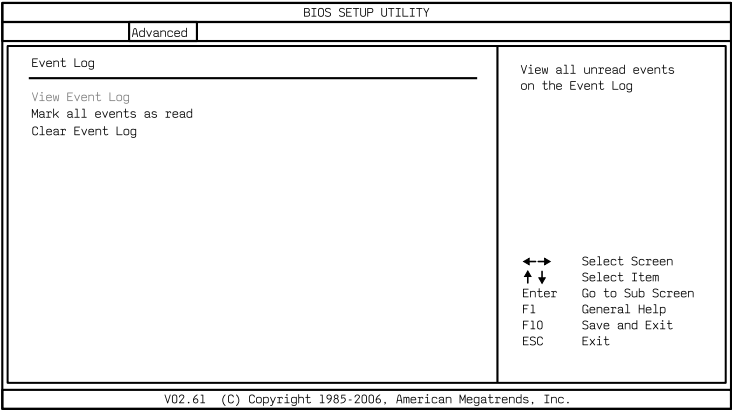 BIOS SETUP UTILITY
Advanced
Event Log
View Event Log
Mark all events as read
Clear Event Log
View all unread events
on the Event Log
←→ Select Screen
↑↓ Select Item
Enter Go to Sub Screen
F1 General Help
F10 Save and Exit
ESC Exit
V02.61 (C) Copyright 1985-2006, American Megatrends, Inc.